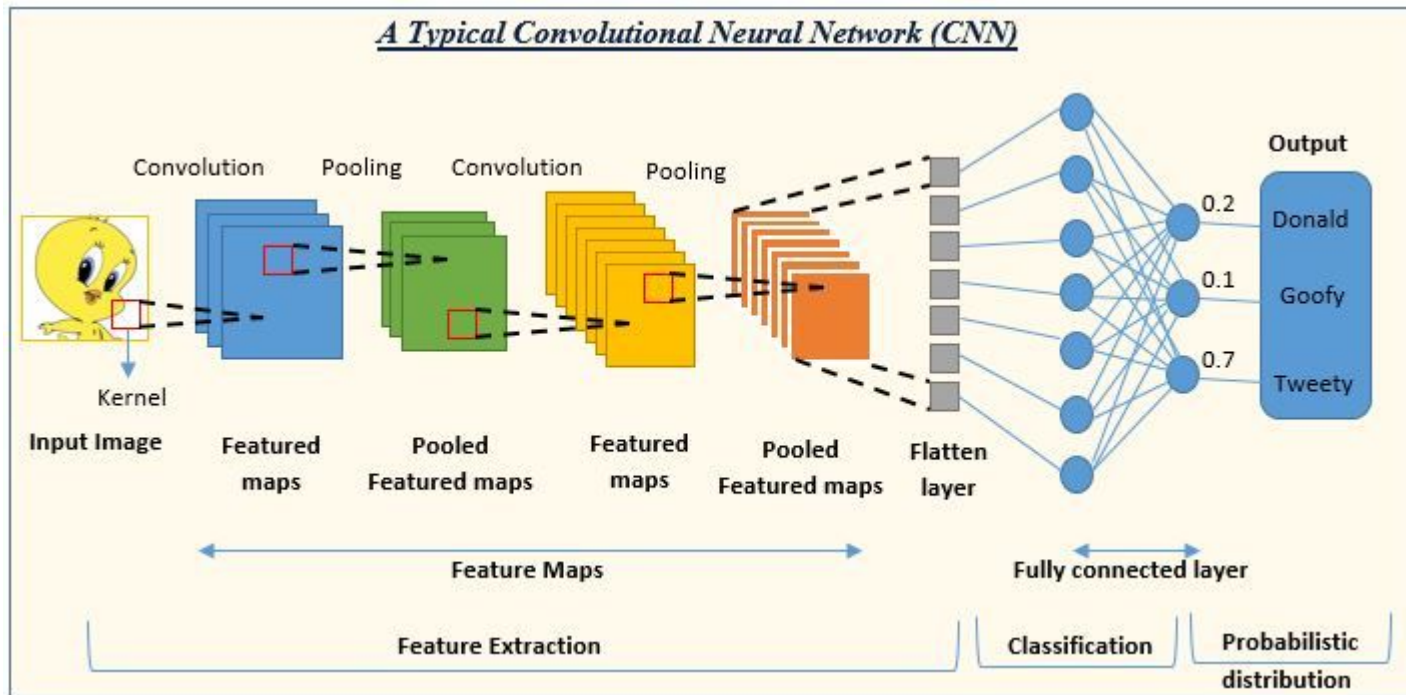 A Typical Convolutional Neural Network (CNN)
Convolution
Pooling
Convolution
Pooling
Output
0.2
Donald
0.1
Goofy
0.7
Tweety
Kernel
Input Image
Featured
maps
Pooled
Featured maps
Featured
maps
Pooled
Featured maps
Flatten
layer
Feature Maps
Fully connected layer
Feature Extraction
Classification
Probabilistic
distribution